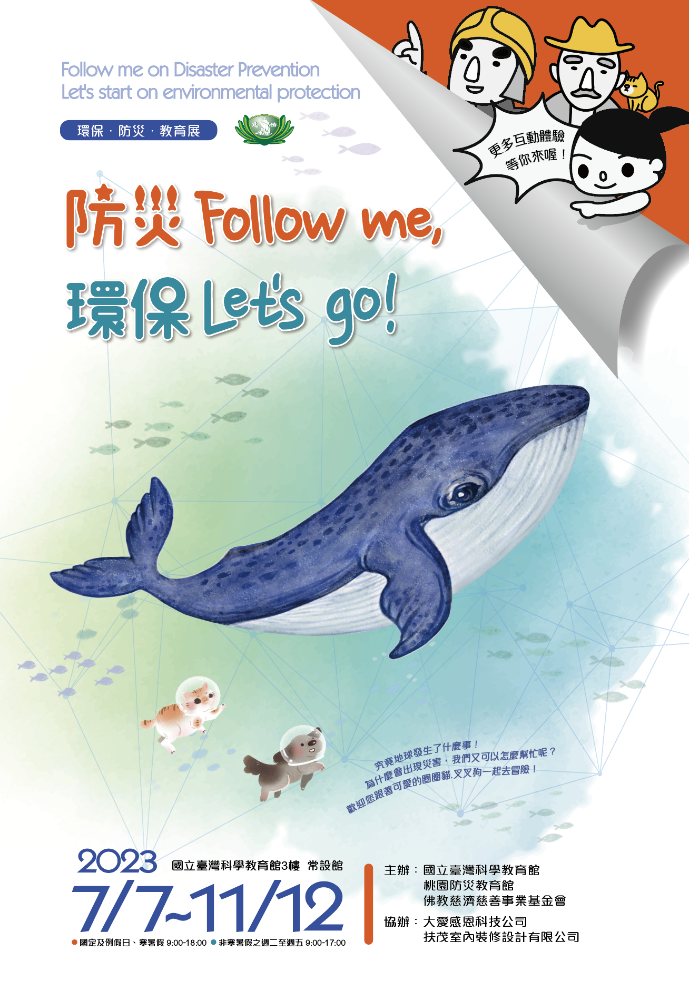 Follow me on Disaster Prevention
Let's start on environmental protection
環保・防災・教育展
慈濟
更多互動體驗
等你來喔！
防災 Follow me,
環保 Let's go!
究竟地球發生了什麼事！
為什麼會出現災害，我們又可以怎麼幫忙呢？
歡迎您跟著可愛的圈圈貓.叉叉狗一起去冒險！
2023 國立臺灣科學教育館3樓 常設館
7/7~11/12
國定及例假日、寒暑假 9:00-18:00 非寒暑假之週二至週五 9:00-17:00
主辦：國立臺灣科學教育館
桃園防災教育館
佛教慈濟慈善事業基金會
協辦：大愛感恩科技公司
扶茂室內裝修設計有限公司